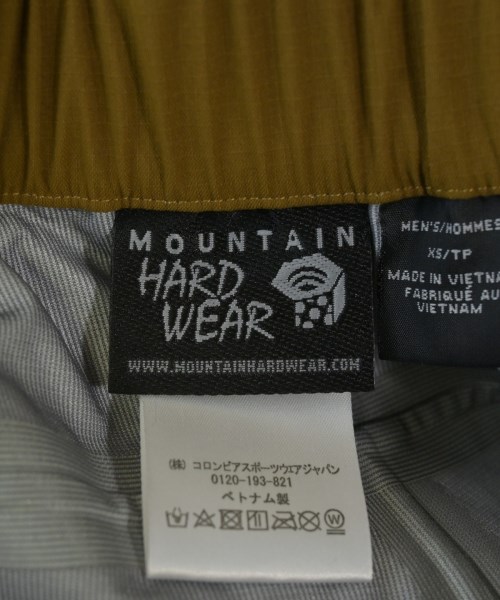 MOUNTAIN
HARD
WEAR
WWW.MOUNTAINHARDWEAR.COM
MEN'S/HOMMES
XS/TP
MADE IN VIETNA
FABRIQUÉ AU
VIETNAM
(株) コロンビアスポーツウェアジャパン
0120-193-821
ベトナム製